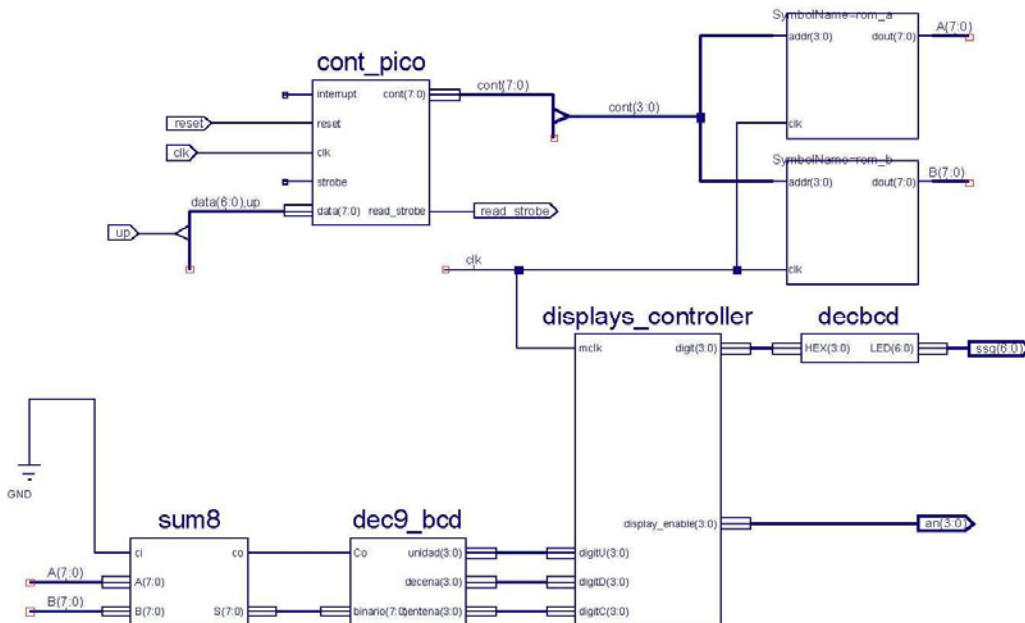 SymbolName=rom_a
addr(3:0) dout(7:0)
A(7:0)
clk
cont_pico
interrupt cont(7:0)
reset
clk
strobe
data(7:0) read_strobe
reset
clk
data(6:0),up
up
cont(7:0)
cont(3:0)
read_strobe
SymbolName=rom_b
addr(3:0) dout(7:0)
B(7:0)
clk
clk
displays_controller
mclk digit(3:0)
display_enable(3:0)
digitU(3:0)
digitD(3:0)
digitC(3:0)
decbcd
HEX(3:0) LED(6:0)
ssg(6:0)
an(3:0)
GND
sum8
ci co
A(7:0)
B(7:0) S(7:0)
A(7:0)
B(7:0)
dec9_bcd
Co unidad(3:0)
decena(3:0)
binario(7:0) centena(3:0)